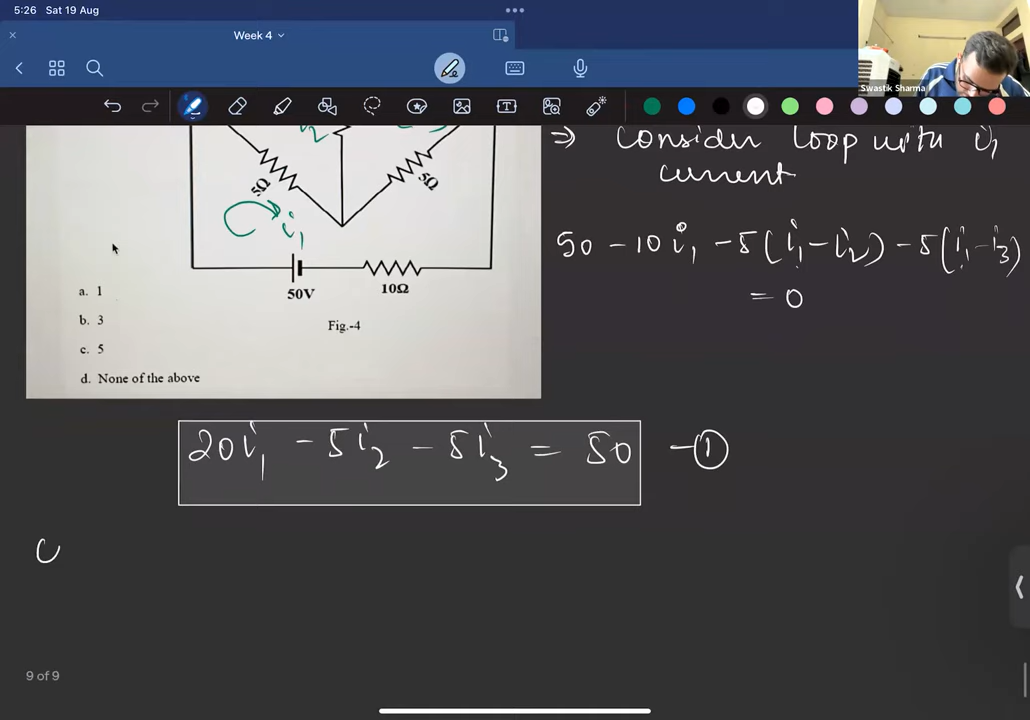 5:26 Sat 19 Aug
Week 4
Swastik Sharma
i2
⇒ Consider loop with i1
current
5Ω
5Ω
i1
50 - 10i1 - 5(i1 - i2) - 5(i1 - i3)
= 0
50V
10Ω
a. 1
b. 3
Fig.-4
c. 5
d. None of the above
20i1 - 5i2 - 5i3 = 50 - ①
C
9 of 9